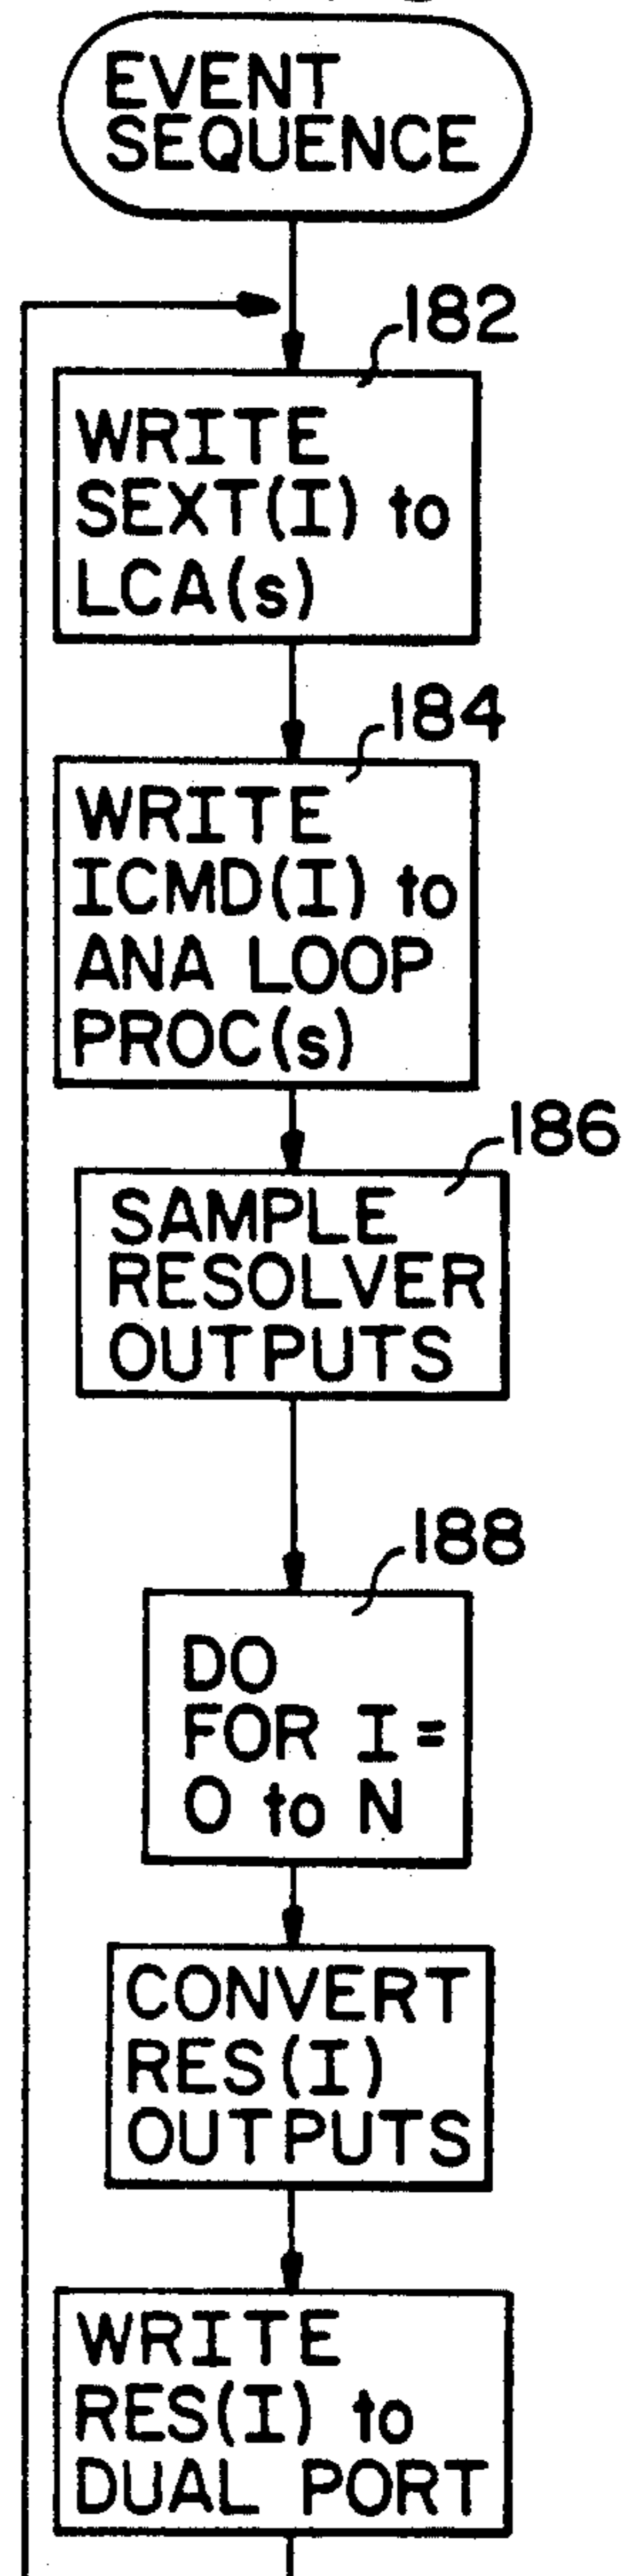 EVENT
SEQUENCE
182
WRITE
SEXT(I) to
LCA(s)
184
WRITE
ICMD(I) to
ANA LOOP
PROC(s)
186
SAMPLE
RESOLVER
OUTPUTS
188
DO
FOR I =
0 to N
CONVERT
RES(I)
OUTPUTS
WRITE
RES(I) to
DUAL PORT